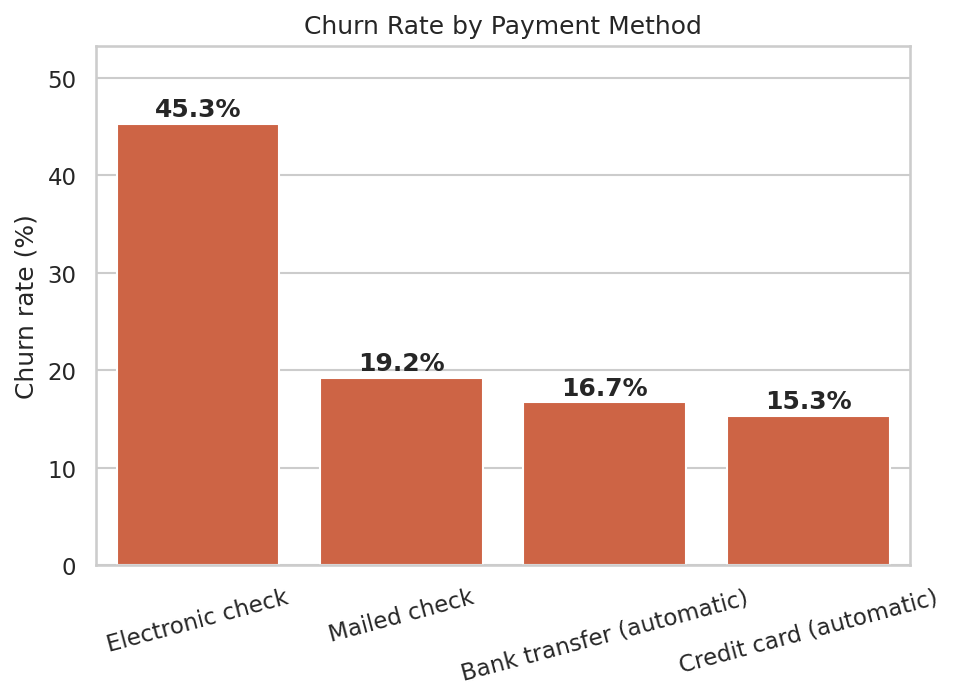 Churn Rate by Payment Method
Churn rate (%)
50
40
30
20
10
0
45.3%
19.2%
16.7%
15.3%
Electronic check
Mailed check
Bank transfer (automatic)
Credit card (automatic)